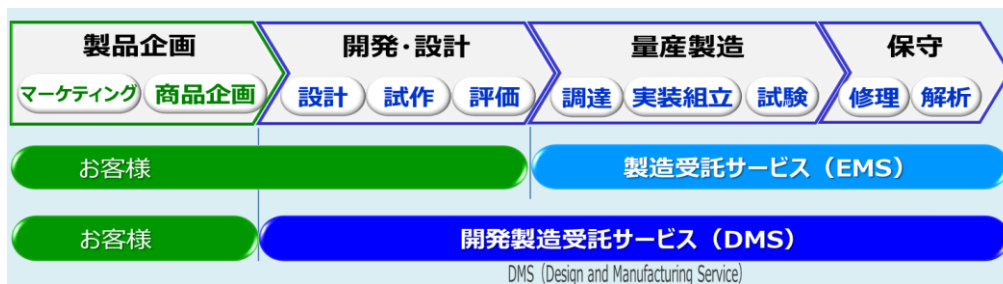 製品企画 開発・設計 量産製造 保守
マーケティング 商品企画 設計 試作 評価 調達 実装組立 試験 修理 解析
お客様 製造受託サービス（EMS）
お客様 開発製造受託サービス（DMS）
DMS（Design and Manufacturing Service）